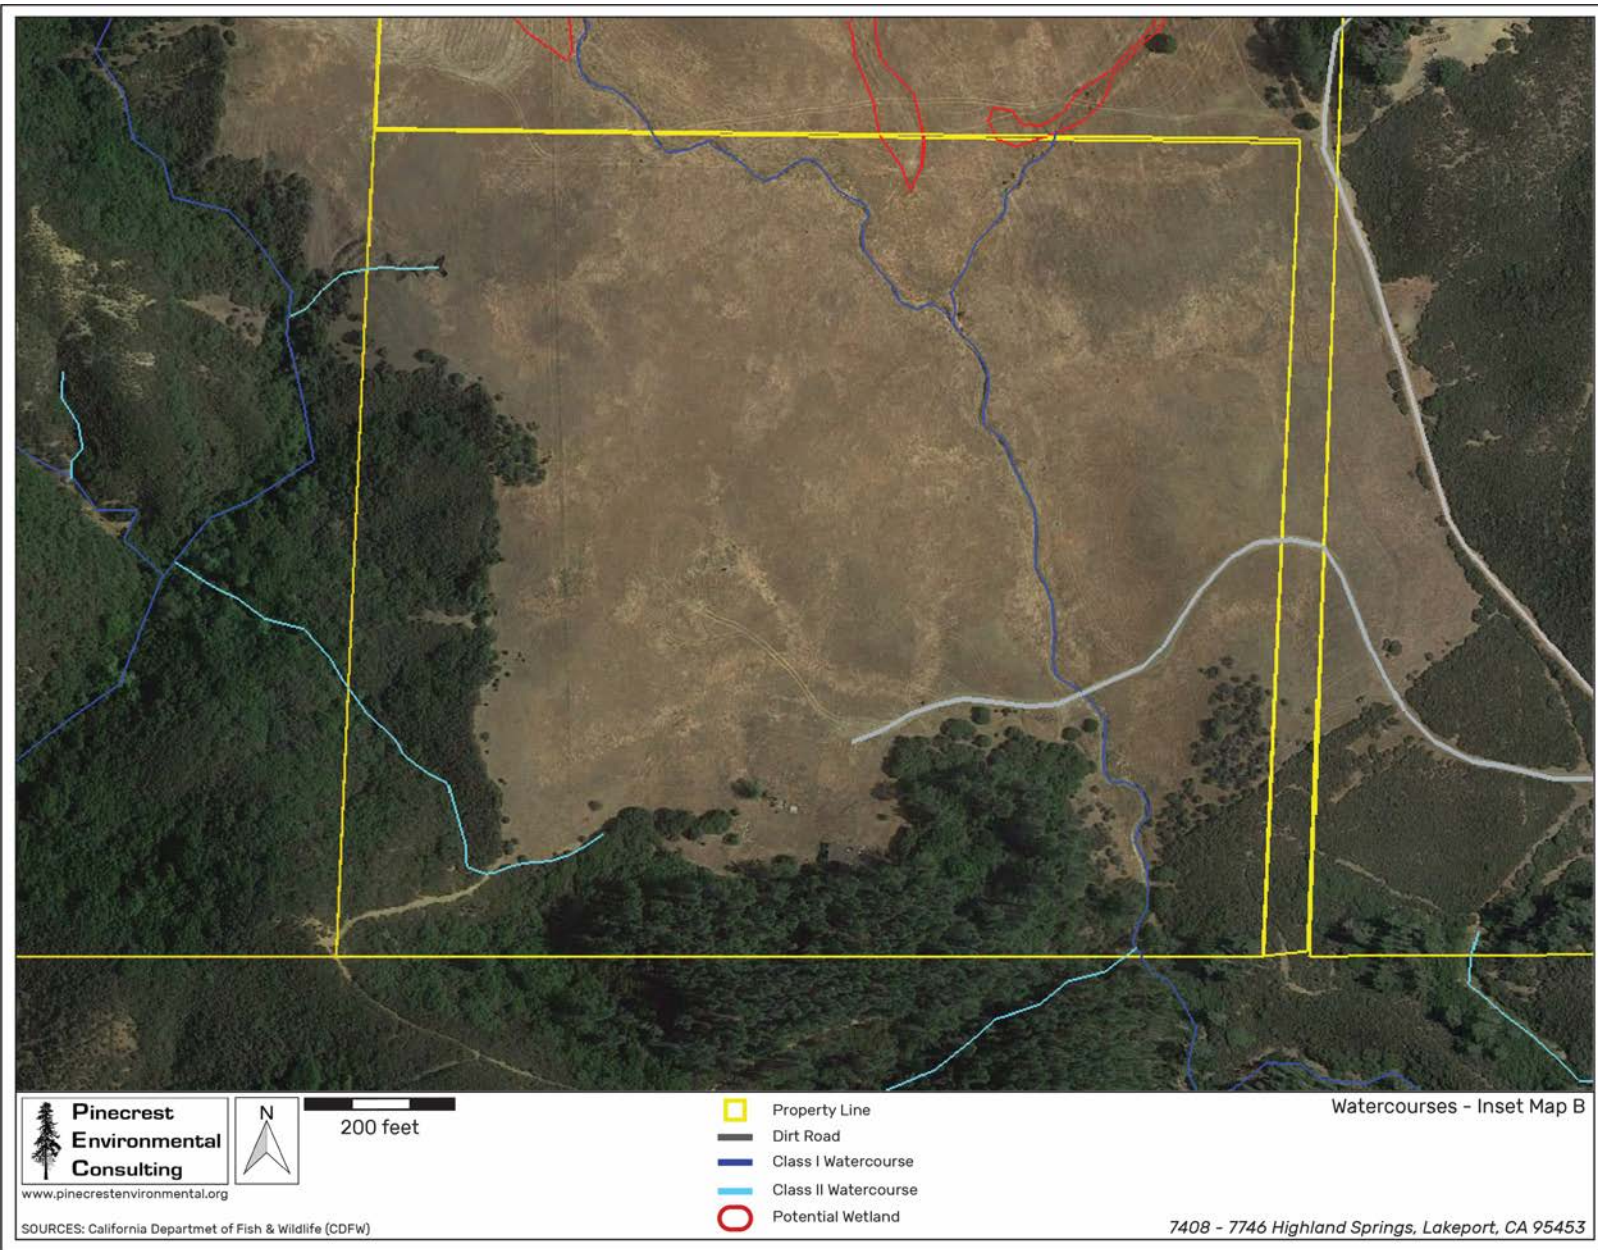 Pinecrest
Environmental
Consulting
www.pinecrestenvironmental.org
SOURCES: California Departmet of Fish & Wildlife (CDFW)
N
200 feet
Property Line
Dirt Road
Class I Watercourse
Class II Watercourse
Potential Wetland
Watercourses - Inset Map B
7408 - 7746 Highland Springs, Lakeport, CA 95453